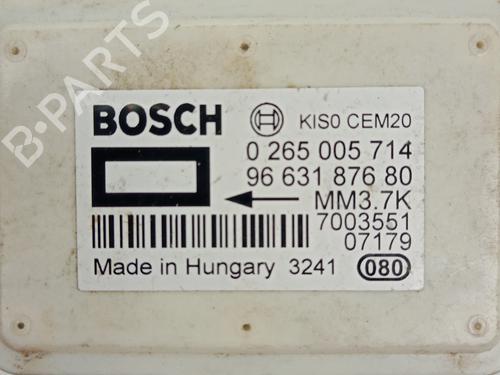 B-PARTS
BOSCH KIS0 CEM20
0 265 005 714
96 631 876 80
MM3.7K
7003551
07179
Made in Hungary 3241 080